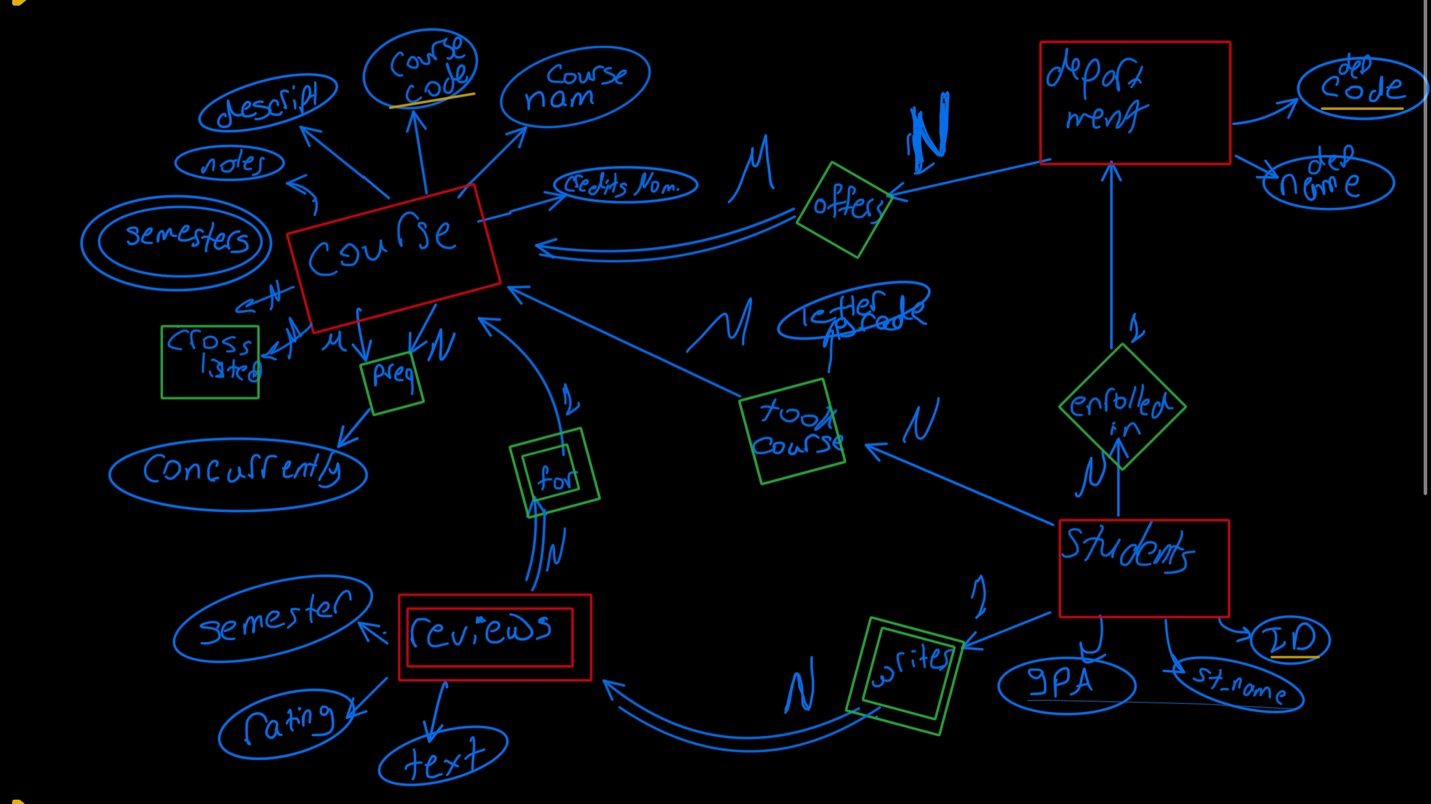 course
code
course
nam
descript
notes
semesters
credits Nom.
course
M
offers
N
depart
ment
dep
code
dep
name
N
N
cross
listed
M
N
preq
concurrently
1
for
N
M
letter
grade
took
course
N
1
enrolled
in
N
students
ID
st_name
gPA
1
writes
N
reviews
semester
rating
text